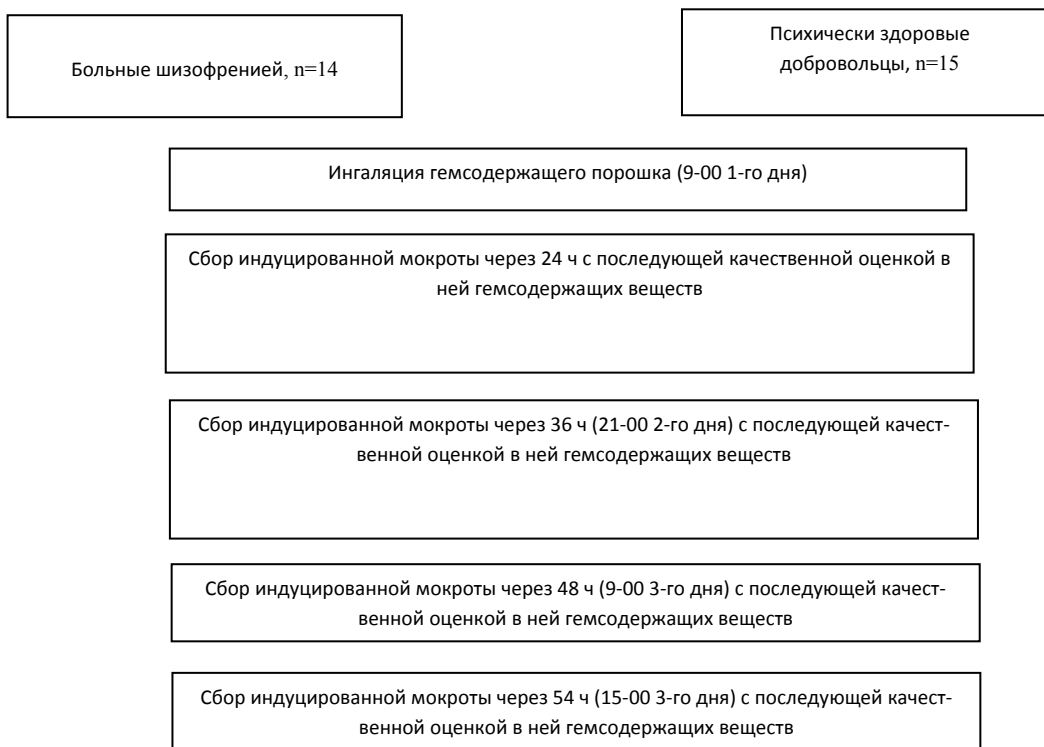 Больные шизофренией, n=14
Психически здоровые
добровольцы, n=15
Ингаляция гемсодержащего порошка (9-00 1-го дня)
Сбор индуцированной мокроты через 24 ч с последующей качественной оценкой в
ней гемсодержащих веществ
Сбор индуцированной мокроты через 36 ч (21-00 2-го дня) с последующей качест-
венной оценкой в ней гемсодержащих веществ
Сбор индуцированной мокроты через 48 ч (9-00 3-го дня) с последующей качест-
венной оценкой в ней гемсодержащих веществ
Сбор индуцированной мокроты через 54 ч (15-00 3-го дня) с последующей качест-
венной оценкой в ней гемсодержащих веществ